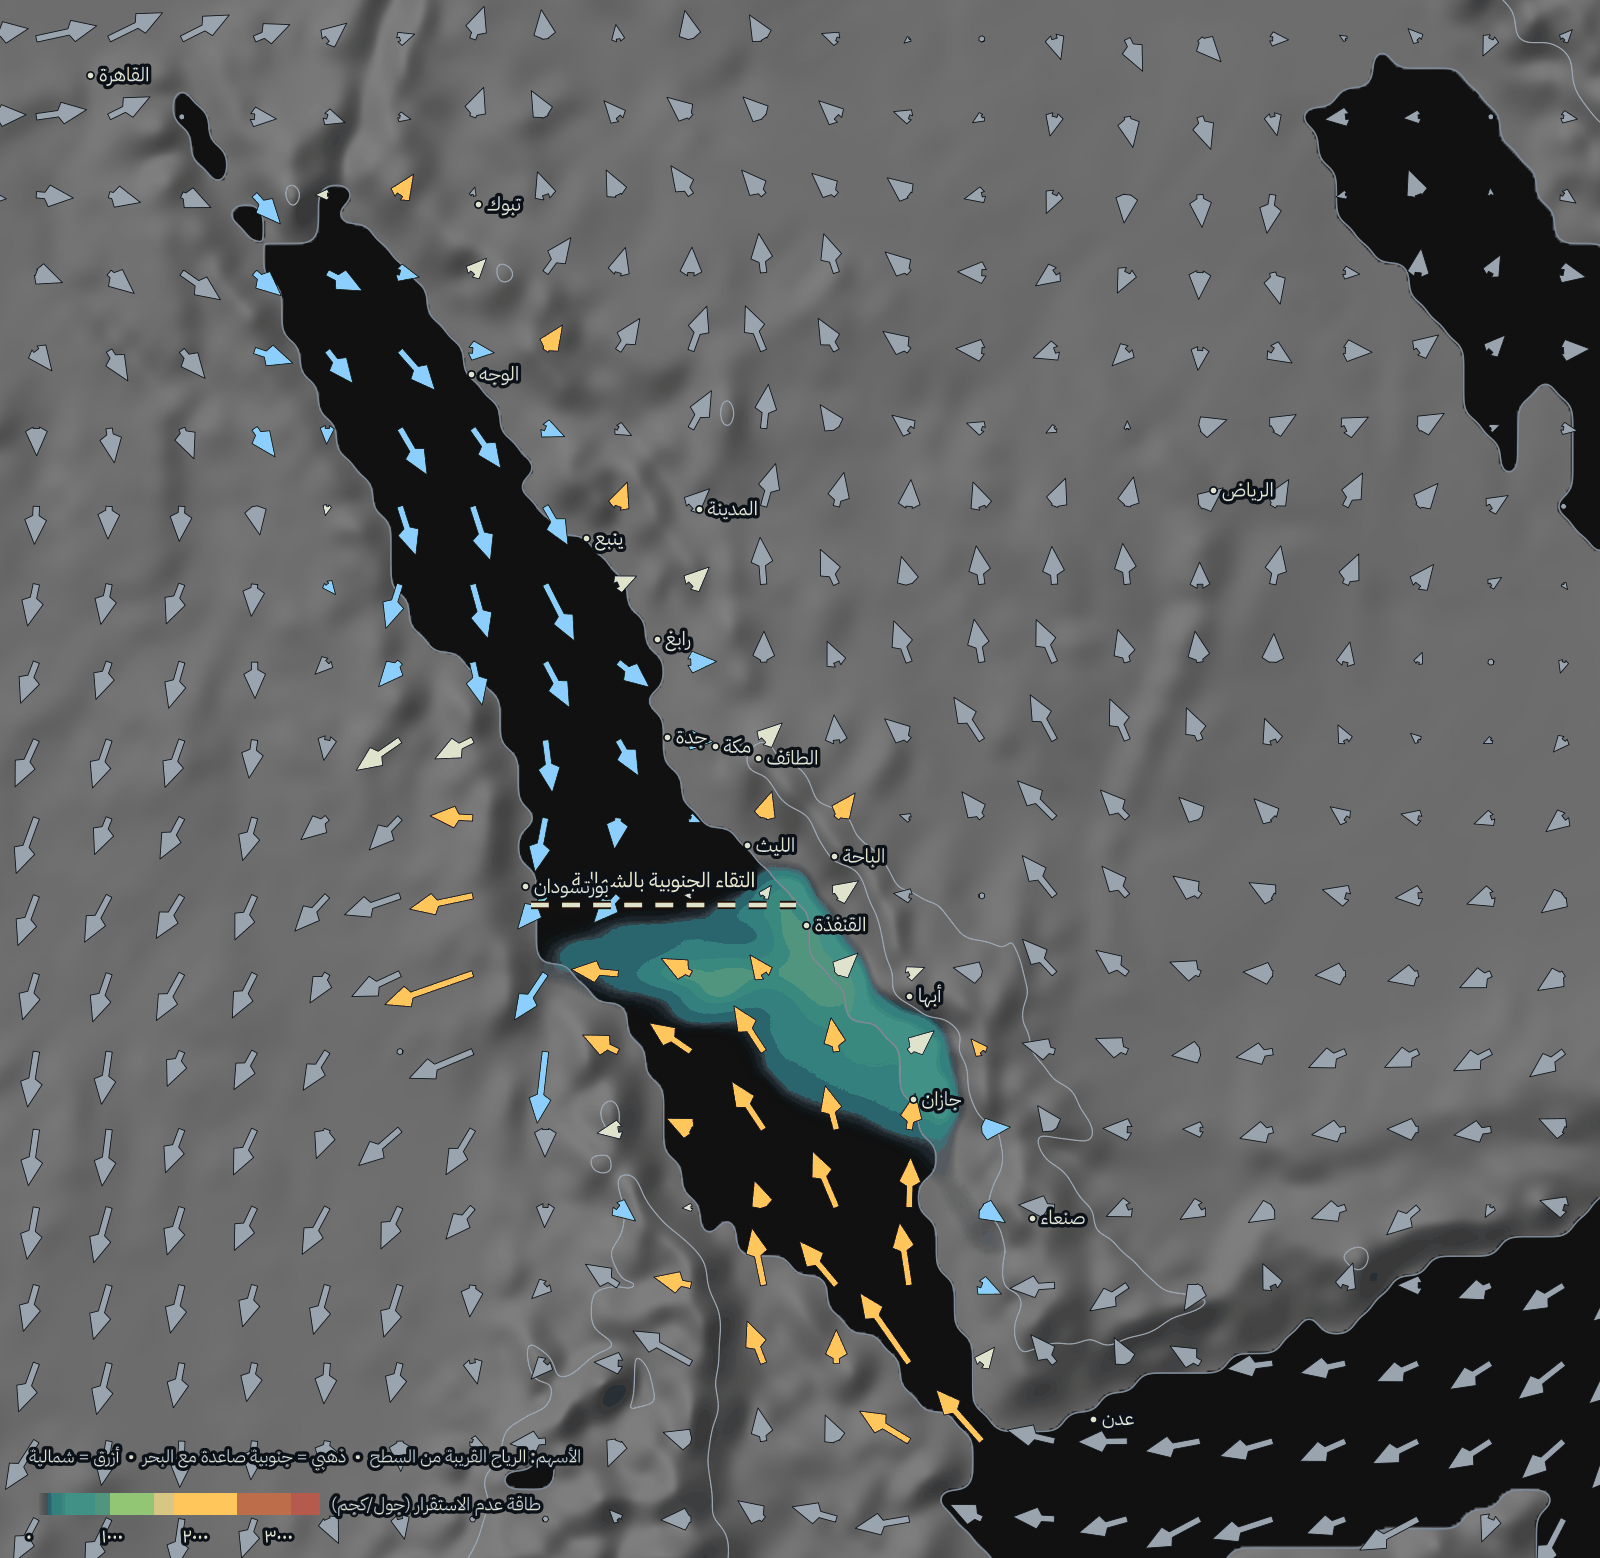 القاهرة
تبوك
الوجه
الرياض
المدينة
ينبع
رابغ
جدة
مكة
الطائف
الليث
الباحة
التقاء الجنوبية بالشمالية
بورتسودان
القنفذة
أبها
جازان
صنعاء
عدن
الأسهم: الرياح القريبة من السطح • ذهبي = جنوبية صاعدة مع البحر • أزرق = شمالية
طاقة عدم الاستقرار (جول/كجم)
٠ ١٠٠٠ ٢٠٠٠ ٣٠٠٠